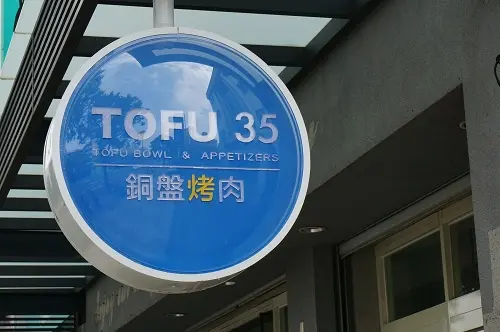 TOFU 35
TOFU BOWL & APPETIZERS
銅盤烤肉